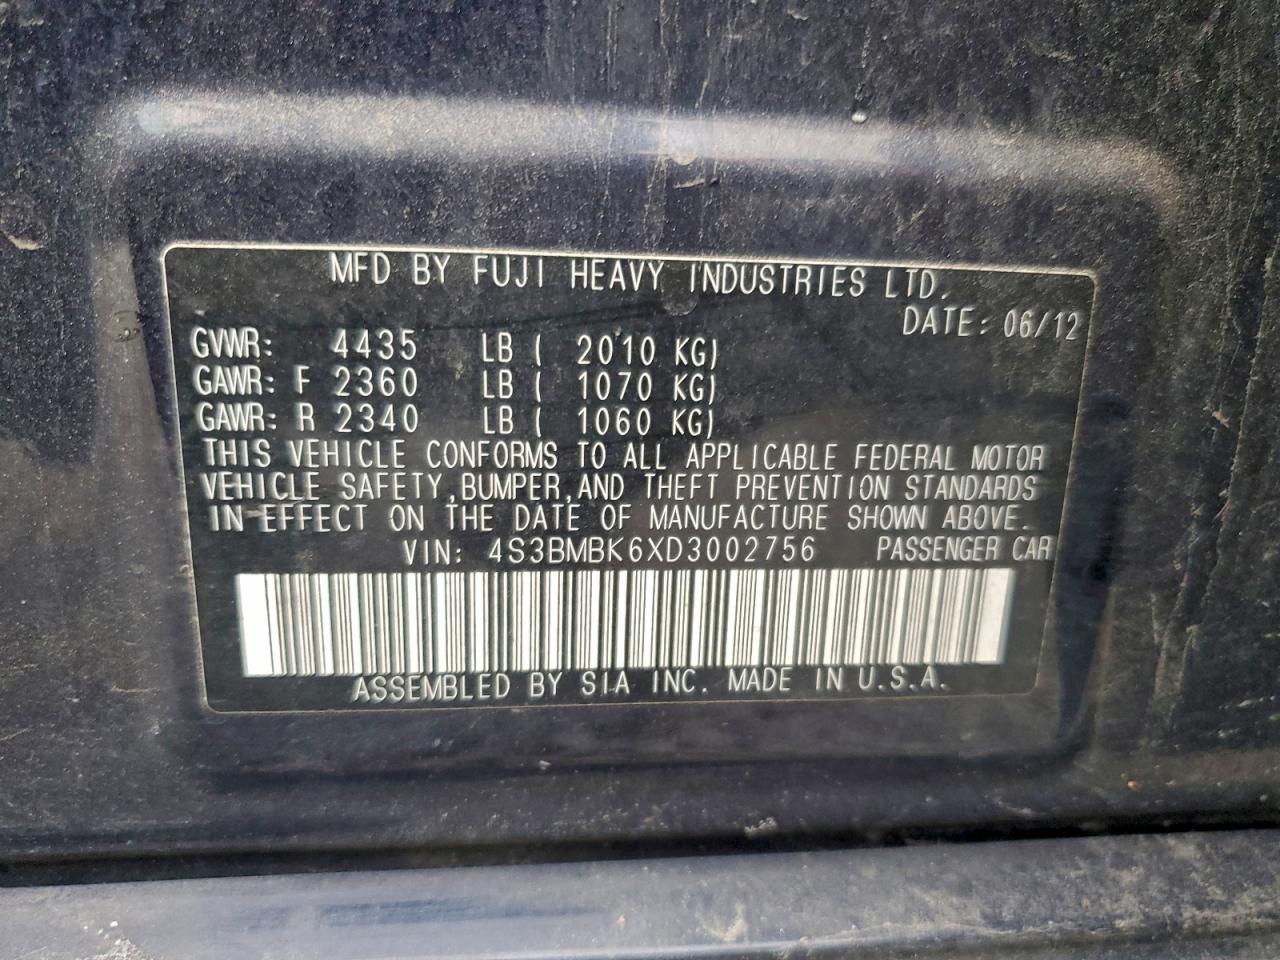 MFD BY FUJI HEAVY INDUSTRIES LTD.
DATE: 06/12
GVWR: 4435 LB ( 2010 KG)
GAWR: F 2360 LB ( 1070 KG)
GAWR: R 2340 LB ( 1060 KG)
THIS VEHICLE CONFORMS TO ALL APPLICABLE FEDERAL MOTOR
VEHICLE SAFETY,BUMPER,AND THEFT PREVENTION STANDARDS
IN EFFECT ON THE DATE OF MANUFACTURE SHOWN ABOVE.
VIN: 4S3BMBK6XD3002756 PASSENGER CAR
ASSEMBLED BY SIA INC. MADE IN U.S.A.